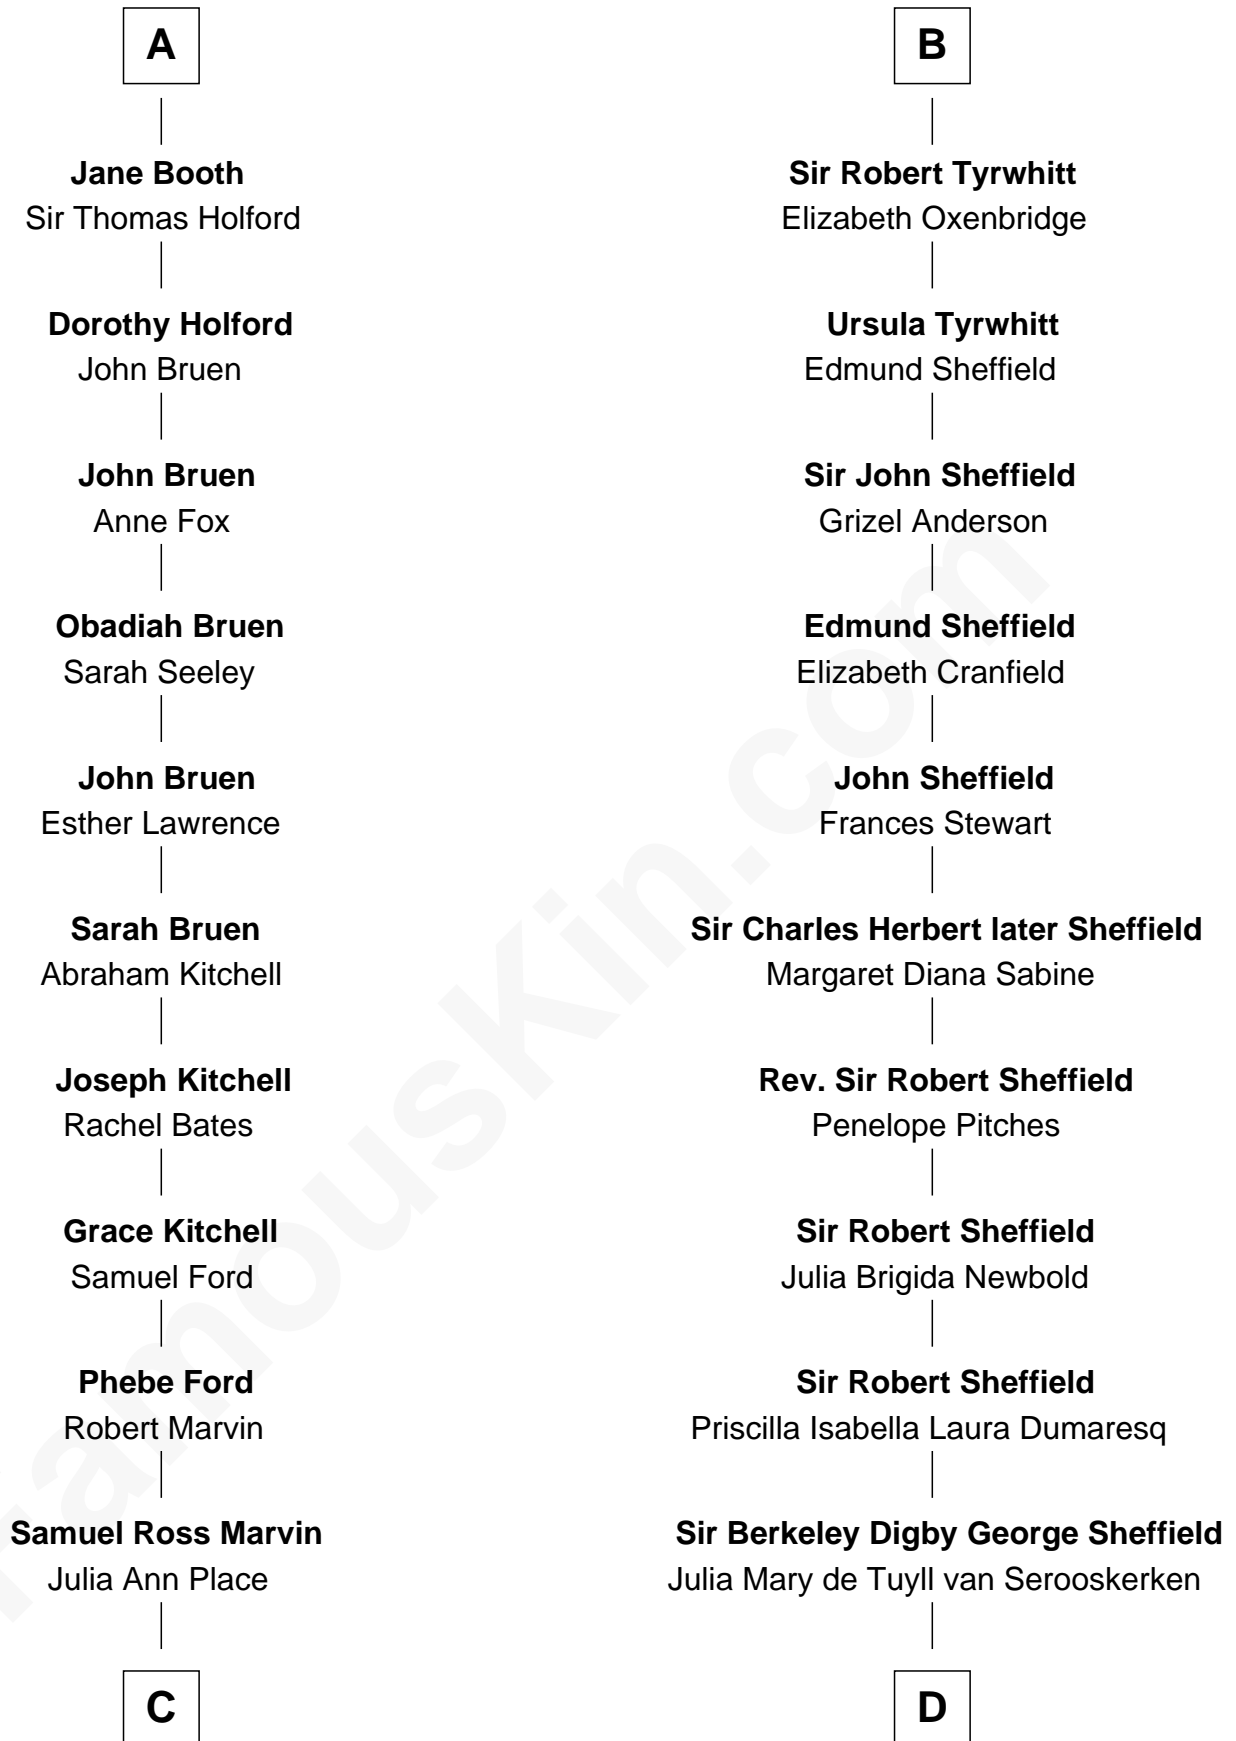 A
Jane Booth
Sir Thomas Holford
Dorothy Holford
John Bruen
John Bruen
Anne Fox
Obadiah Bruen
Sarah Seeley
John Bruen
Esther Lawrence
Sarah Bruen
Abraham Kitchell
Joseph Kitchell
Rachel Bates
Grace Kitchell
Samuel Ford
Phebe Ford
Robert Marvin
Samuel Ross Marvin
Julia Ann Place
C
B
Sir Robert Tyrwhitt
Elizabeth Oxenbridge
Ursula Tyrwhitt
Edmund Sheffield
Sir John Sheffield
Grizel Anderson
Edmund Sheffield
Elizabeth Cranfield
John Sheffield
Frances Stewart
Sir Charles Herbert later Sheffield
Margaret Diana Sabine
Rev. Sir Robert Sheffield
Penelope Pitches
Sir Robert Sheffield
Julia Brigida Newbold
Sir Robert Sheffield
Priscilla Isabella Laura Dumaresq
Sir Berkeley Digby George Sheffield
Julia Mary de Tuyll van Serooskerken
D
FamousKin.com